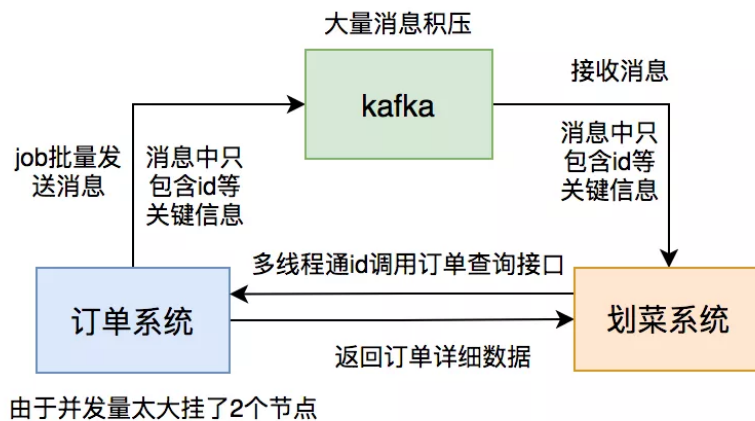 大量消息积压
kafka
接收消息
job批量发
送消息
消息中只
包含id等
关键信息
消息中只
包含id等
关键信息
多线程通id调用订单查询接口
订单系统
划菜系统
返回订单详细数据
由于并发量太大挂了2个节点